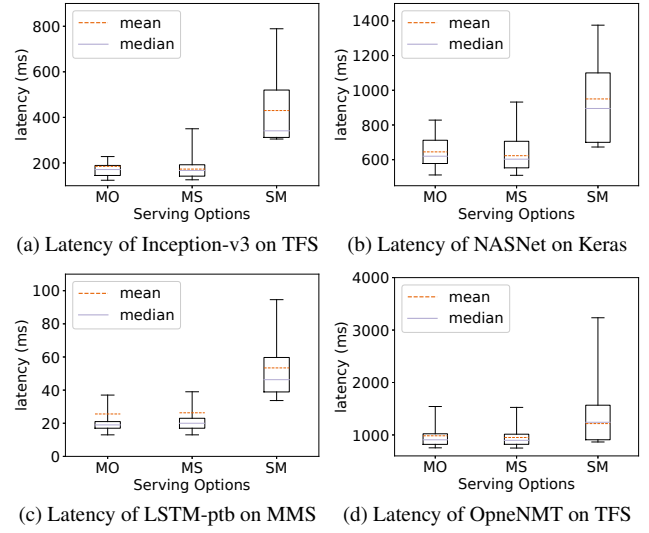 mean
median
latency (ms)
800
600
400
200
MO MS SM
Serving Options
(a) Latency of Inception-v3 on TFS
mean
median
latency (ms)
1400
1200
1000
800
600
MO MS SM
Serving Options
(b) Latency of NASNet on Keras
mean
median
latency (ms)
100
80
60
40
20
0
MO MS SM
Serving Options
(c) Latency of LSTM-ptb on MMS
mean
median
latency (ms)
4000
3000
2000
1000
MO MS SM
Serving Options
(d) Latency of OpneNMT on TFS